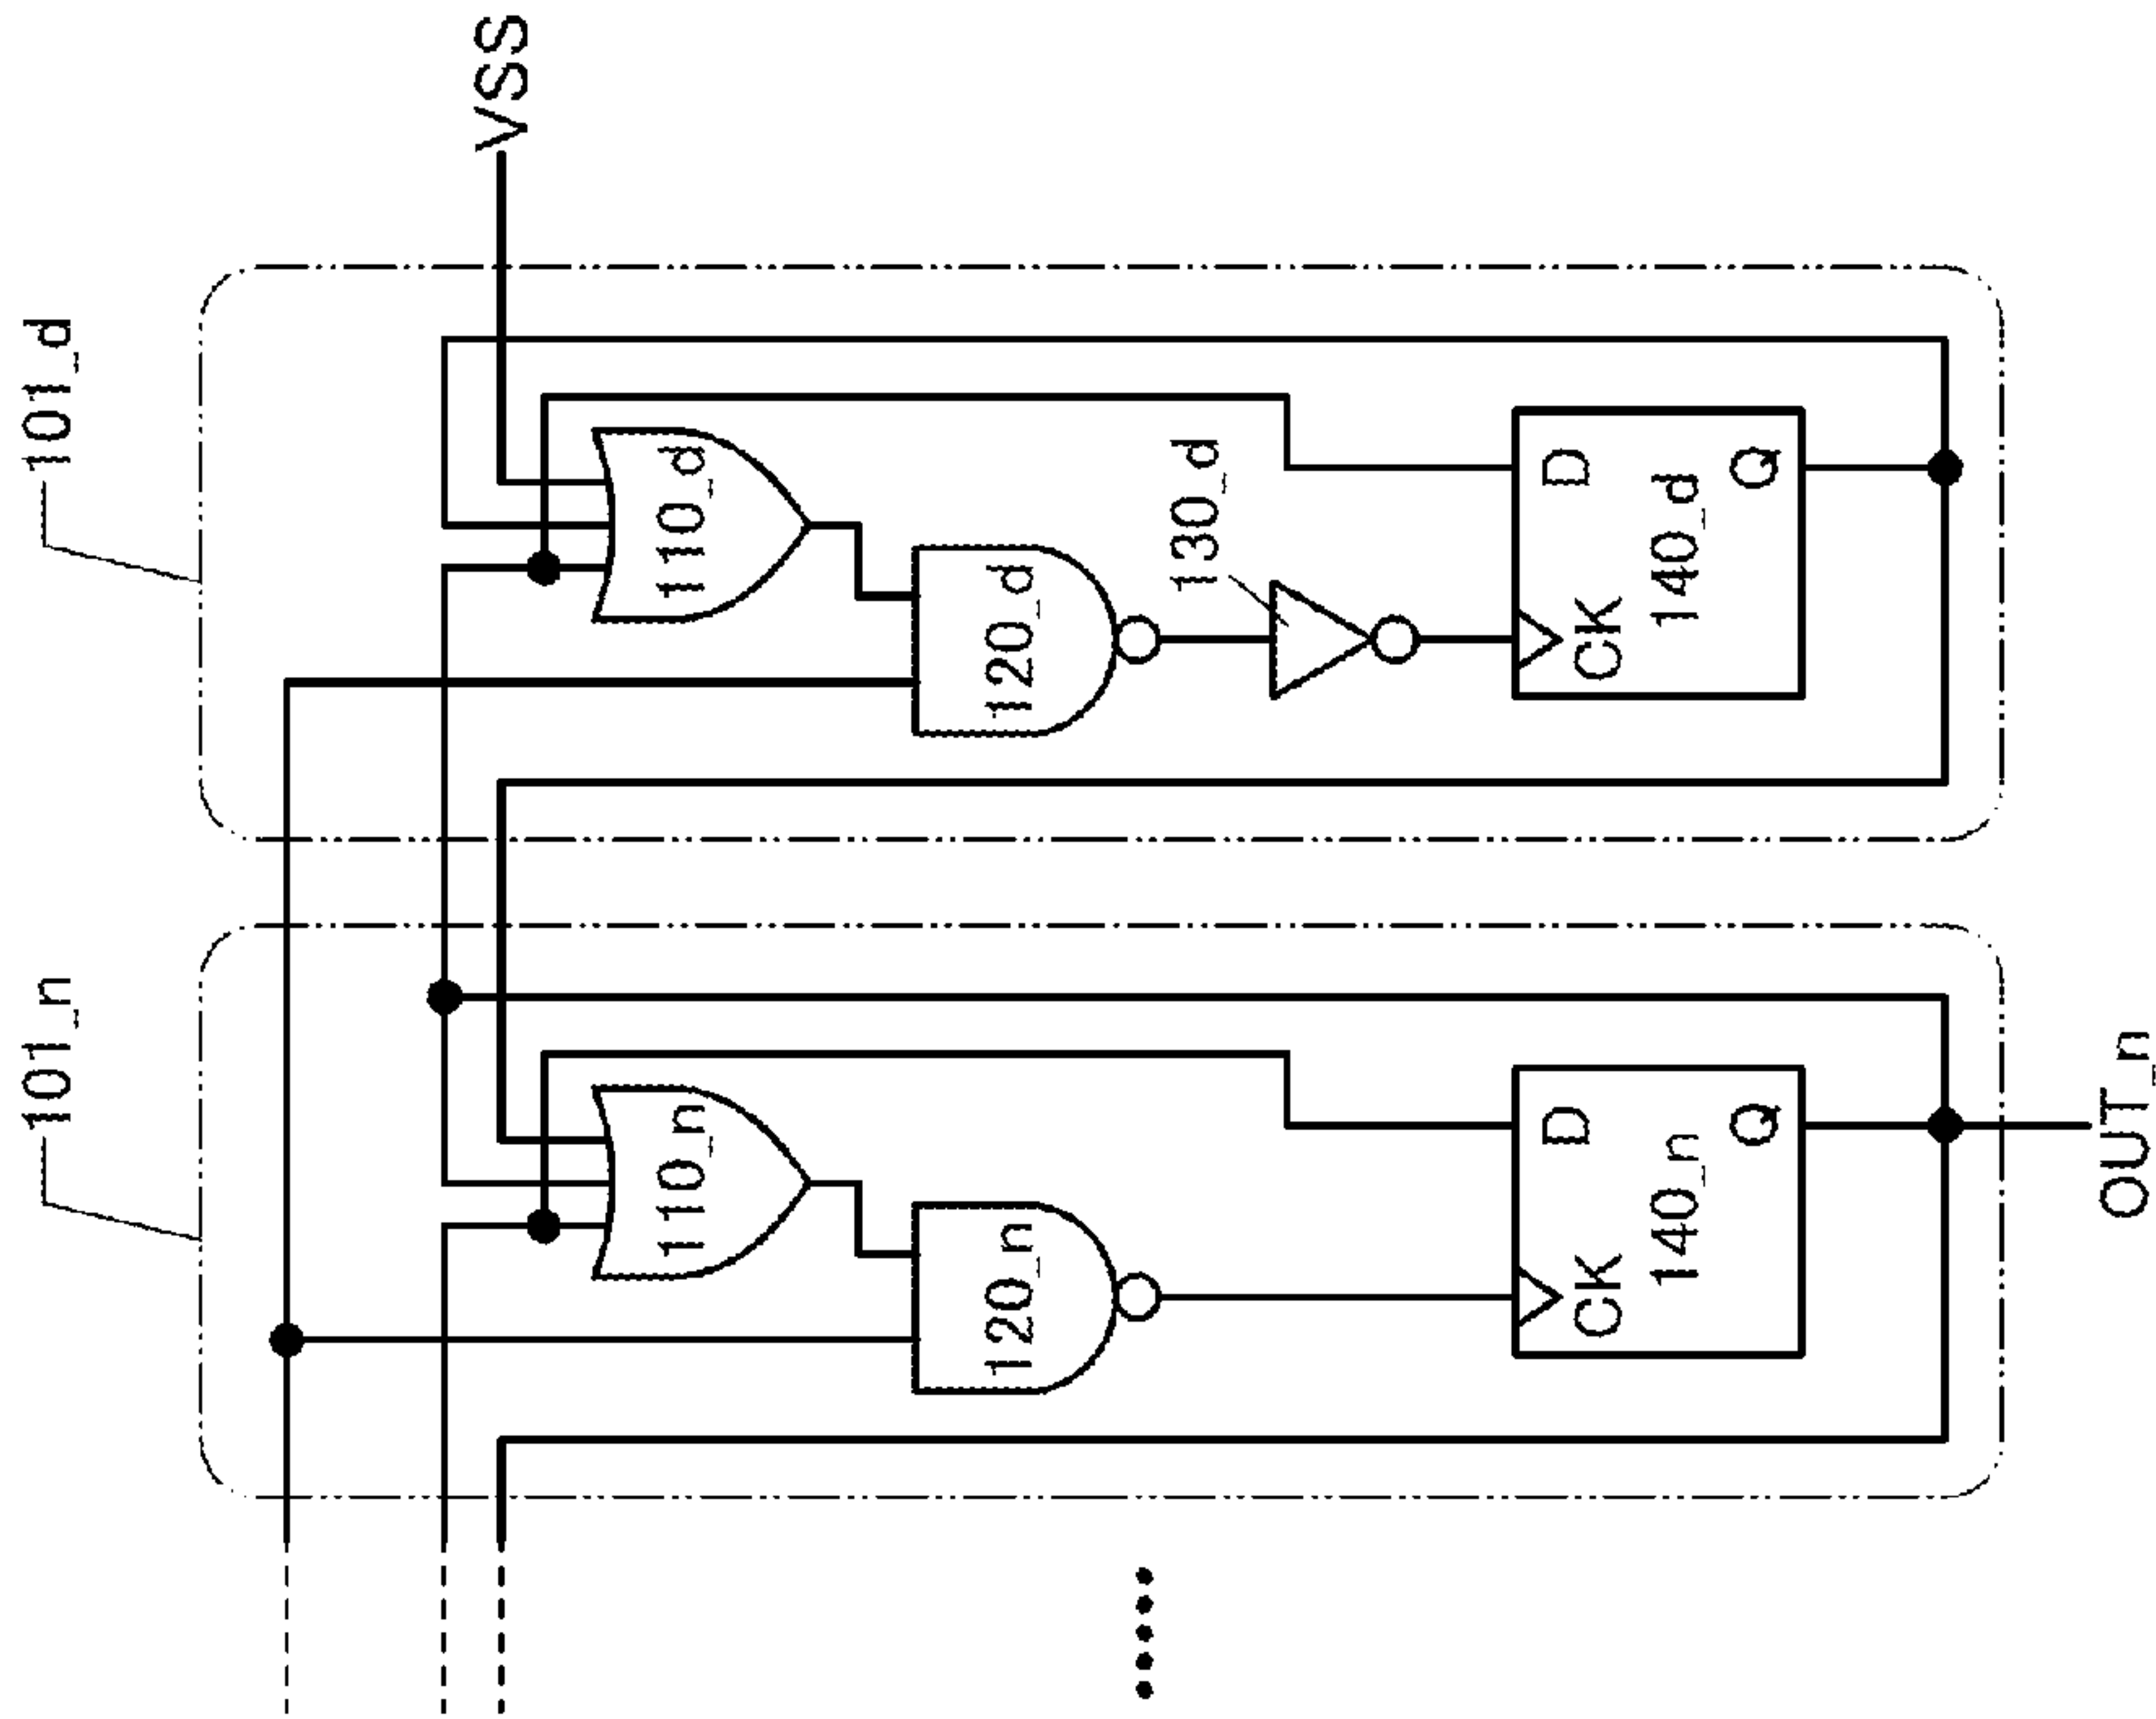 101_n
101_d
VSS
110_n
110_d
120_n
120_d
130_d
D
CK
140_n
Q
D
CK
140_d
Q
OUT_n